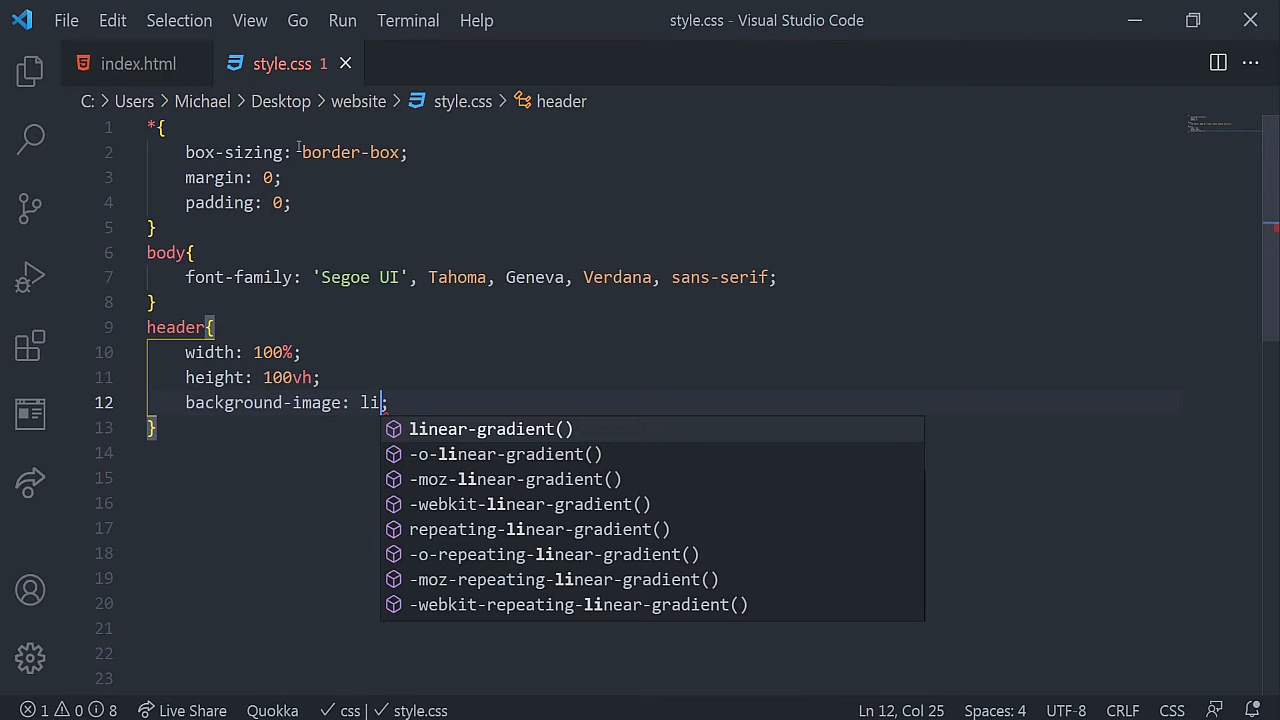 File Edit Selection View Go Run Terminal Help style.css - Visual Studio Code
index.html style.css 1
C: > Users > Michael > Desktop > website > style.css > header
1 *{
2 box-sizing: border-box;
3 margin: 0;
4 padding: 0;
5 }
6 body{
7 font-family: 'Segoe UI', Tahoma, Geneva, Verdana, sans-serif;
8 }
9 header{
10 width: 100%;
11 height: 100vh;
12 background-image: li;
13 }
linear-gradient()
14 -o-linear-gradient()
15 -moz-linear-gradient()
16 -webkit-linear-gradient()
17 repeating-linear-gradient()
18 -o-repeating-linear-gradient()
19 -moz-repeating-linear-gradient()
20 -webkit-repeating-linear-gradient()
21
22
23
1 0 8 Live Share Quokka css style.css Ln 12, Col 25 Spaces: 4 UTF-8 CRLF CSS